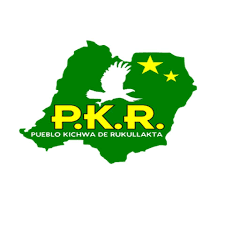 P.K.R.
PUEBLO KICHWA DE RUKULLAKTA